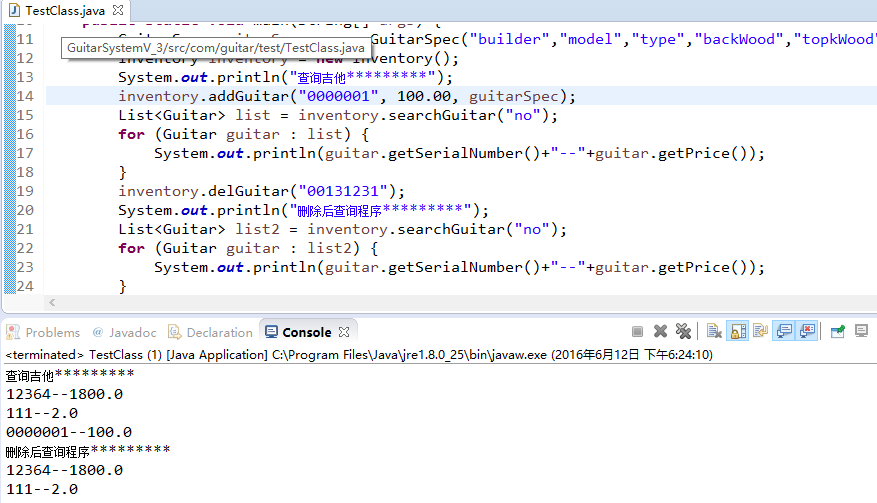 TestClass.java
11 GuitarSpec("builder","model","type","backWood","topkWood"
GuitarSystemV_3/src/com/guitar/test/TestClass.java
12 Inventory inventory = new Inventory();
13 System.out.println("查询吉他*********");
14 inventory.addGuitar("0000001", 100.00, guitarSpec);
15 List<Guitar> list = inventory.searchGuitar("no");
16 for (Guitar guitar : list) {
17 System.out.println(guitar.getSerialNumber()+"--"+guitar.getPrice());
18 }
19 inventory.delGuitar("00131231");
20 System.out.println("删除后查询程序*********");
21 List<Guitar> list2 = inventory.searchGuitar("no");
22 for (Guitar guitar : list2) {
23 System.out.println(guitar.getSerialNumber()+"--"+guitar.getPrice());
24 }
Problems @ Javadoc Declaration Console
<terminated> TestClass (1) [Java Application] C:\Program Files\Java\jre1.8.0_25\bin\javaw.exe (2016年6月12日 下午6:24:10)
查询吉他*********
12364--1800.0
111--2.0
0000001--100.0
删除后查询程序*********
12364--1800.0
111--2.0